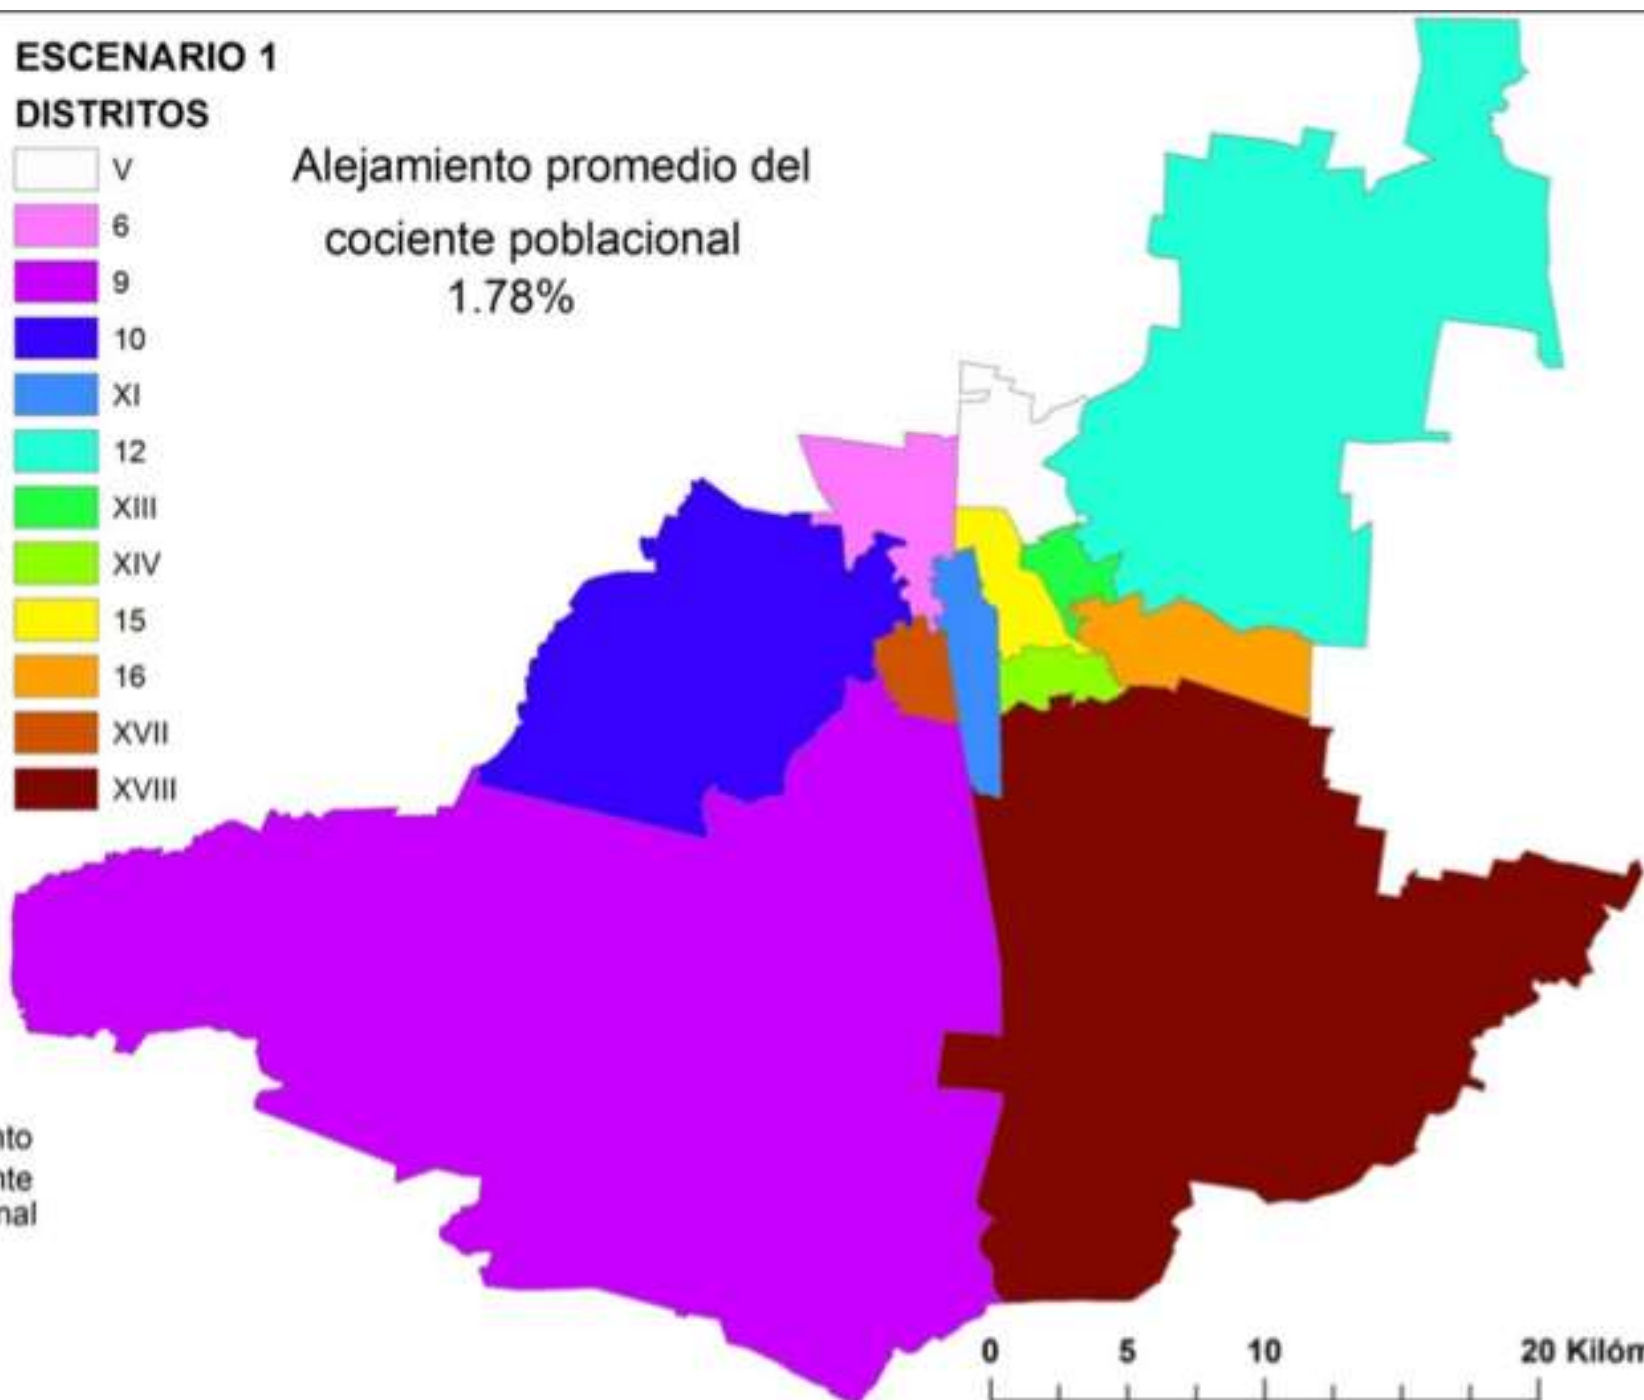 ESCENARIO 1
DISTRITOS
V
6
9
10
XI
12
XIII
XIV
15
16
XVII
XVIII
Alejamiento promedio del
cociente poblacional
1.78%
nto
nte
nal
0 5 10 20 Kilóm